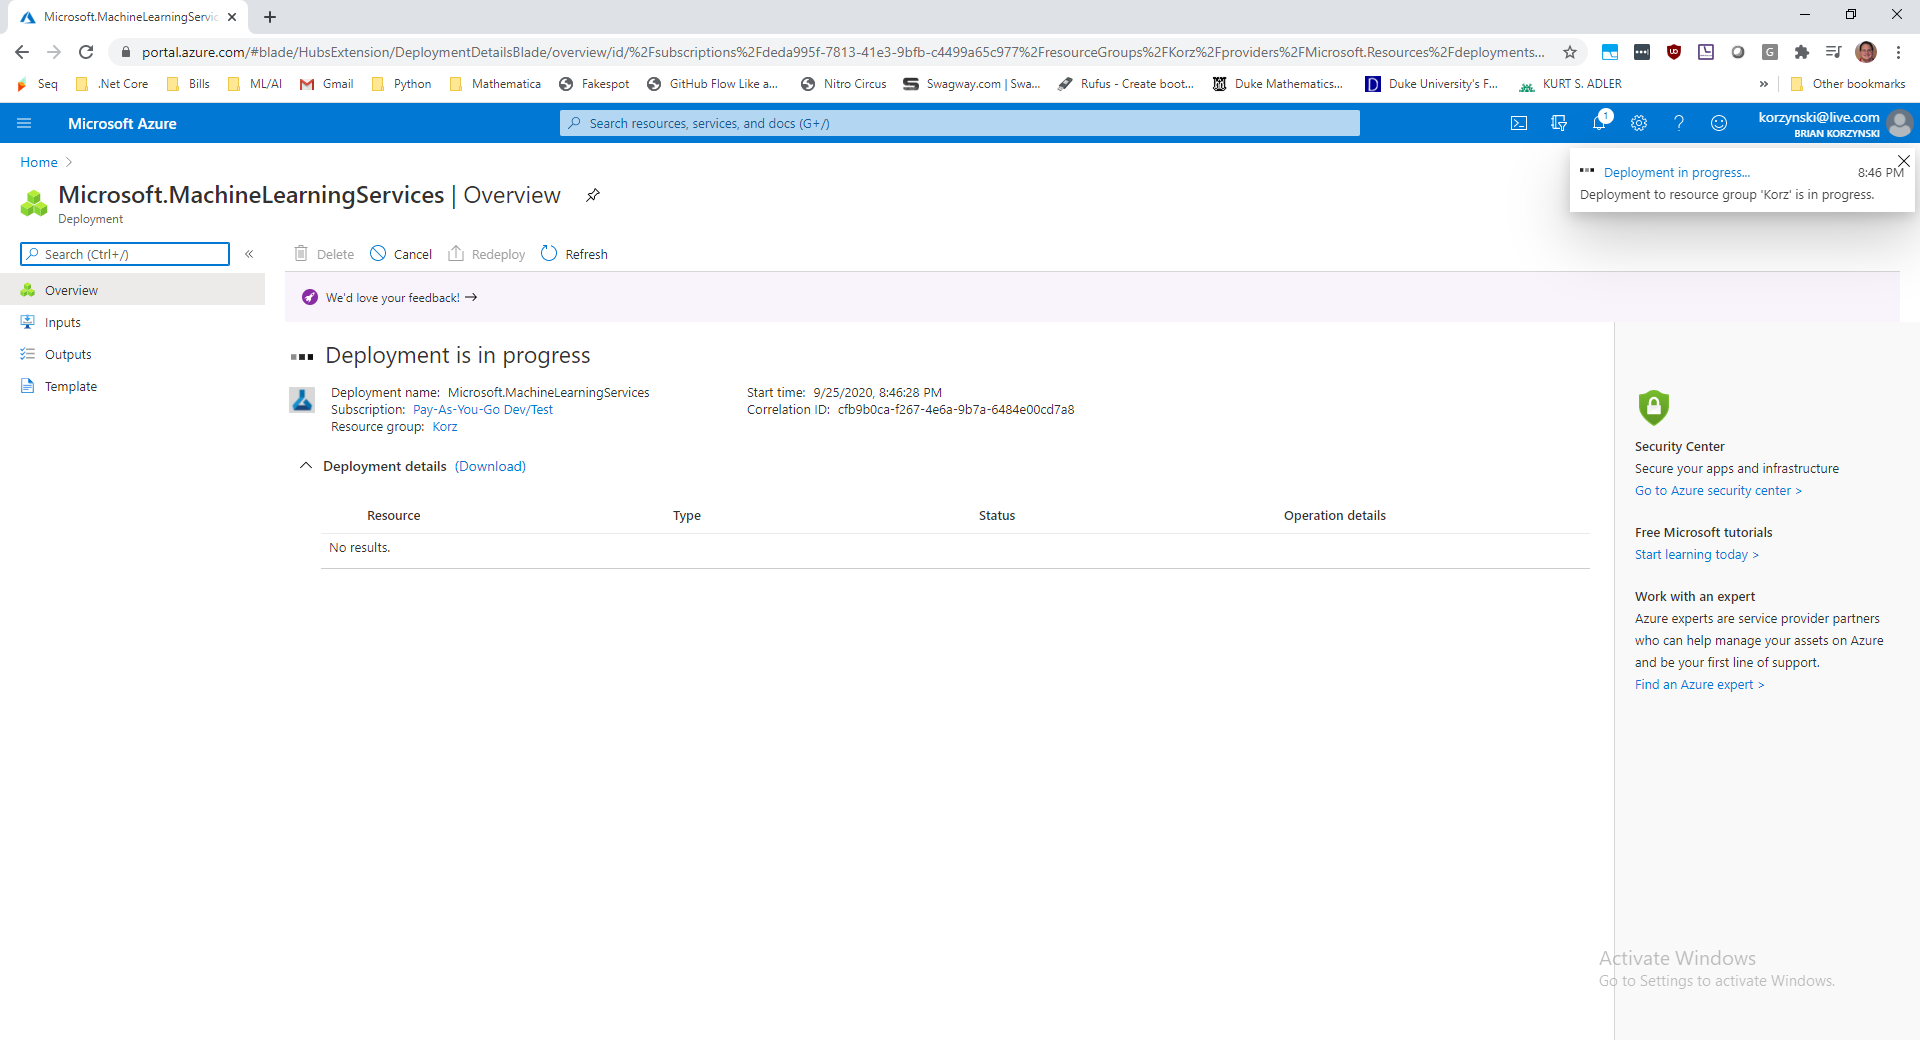 Microsoft.MachineLearningServic
portal.azure.com/#blade/HubsExtension/DeploymentDetailsBlade/overview/id/%2Fsubscriptions%2Fdeda995f-7813-41e3-9bfb-c4499a65c977%2FresourceGroups%2FKorz%2Fproviders%2FMicrosoft.Resources%2Fdeployments...
Seq .Net Core Bills ML/AI Gmail Python Mathematica Fakespot GitHub Flow Like a... Nitro Circus Swagway.com | Swa... Rufus - Create boot... Duke Mathematics... Duke University's F... KURT S. ADLER » Other bookmarks
Microsoft Azure
Search resources, services, and docs (G+/)
1
korzynski@live.com
BRIAN KORZYNSKI
Home
Deployment in progress... 8:46 PM
Deployment to resource group 'Korz' is in progress.
Microsoft.MachineLearningServices | Overview
Deployment
Search (Ctrl+/) «
Delete Cancel Redeploy Refresh
Overview
Inputs
Outputs
Template
We'd love your feedback! →
Deployment is in progress
Deployment name: Microsoft.MachineLearningServices
Subscription: Pay-As-You-Go Dev/Test
Resource group: Korz
Start time: 9/25/2020, 8:46:28 PM
Correlation ID: cfb9b0ca-f267-4e6a-9b7a-6484e00cd7a8
Deployment details (Download)
Resource Type Status Operation details
No results.
Security Center
Secure your apps and infrastructure
Go to Azure security center >
Free Microsoft tutorials
Start learning today >
Work with an expert
Azure experts are service provider partners
who can help manage your assets on Azure
and be your first line of support.
Find an Azure expert >
Activate Windows
Go to Settings to activate Windows.